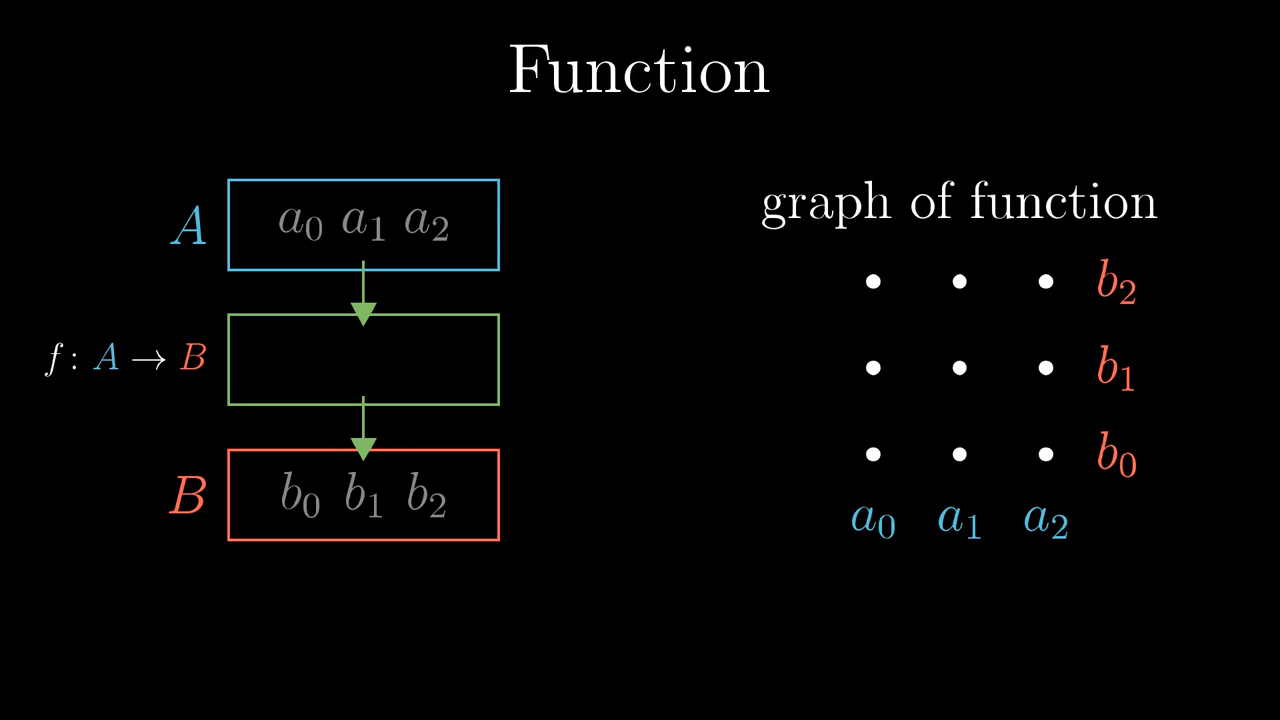 Function
A
a₀ a₁ a₂
f : A → B
B
b₀ b₁ b₂
graph of function
b₂
b₁
b₀
a₀ a₁ a₂